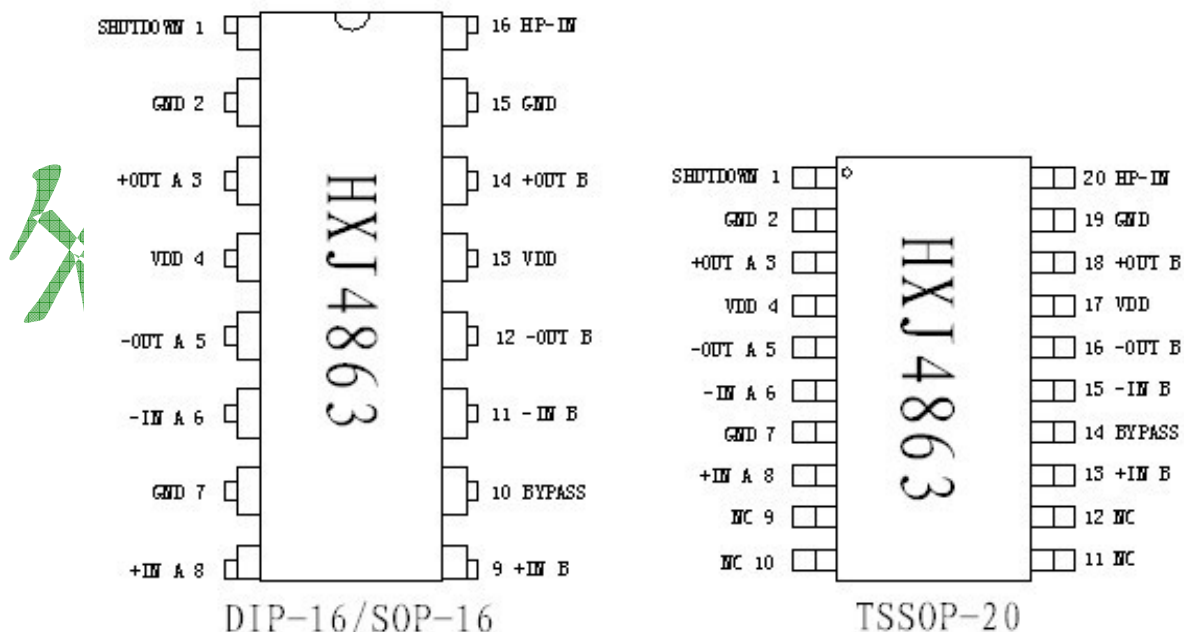 SHUTDOWN 1
GND 2
+OUT A 3
VDD 4
-OUT A 5
-IN A 6
GND 7
+IN A 8
16 HP-IN
15 GND
14 +OUT B
13 VDD
12 -OUT B
11 -IN B
10 BYPASS
9 +IN B
HXJ4863
DIP-16/SOP-16
SHUTDOWN 1
GND 2
+OUT A 3
VDD 4
-OUT A 5
-IN A 6
GND 7
+IN A 8
NC 9
NC 10
20 HP-IN
19 GND
18 +OUT B
17 VDD
16 -OUT B
15 -IN B
14 BYPASS
13 +IN B
12 NC
11 NC
HXJ4863
TSSOP-20